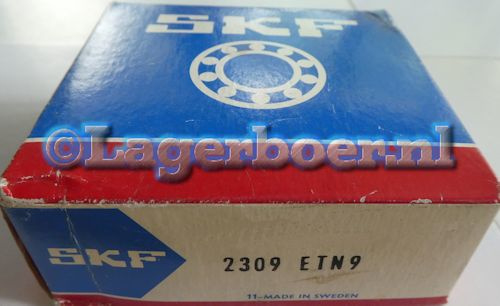 SKF
©Lagerboer.nl
SKF
2309 ETN9
11-MADE IN SWEDEN